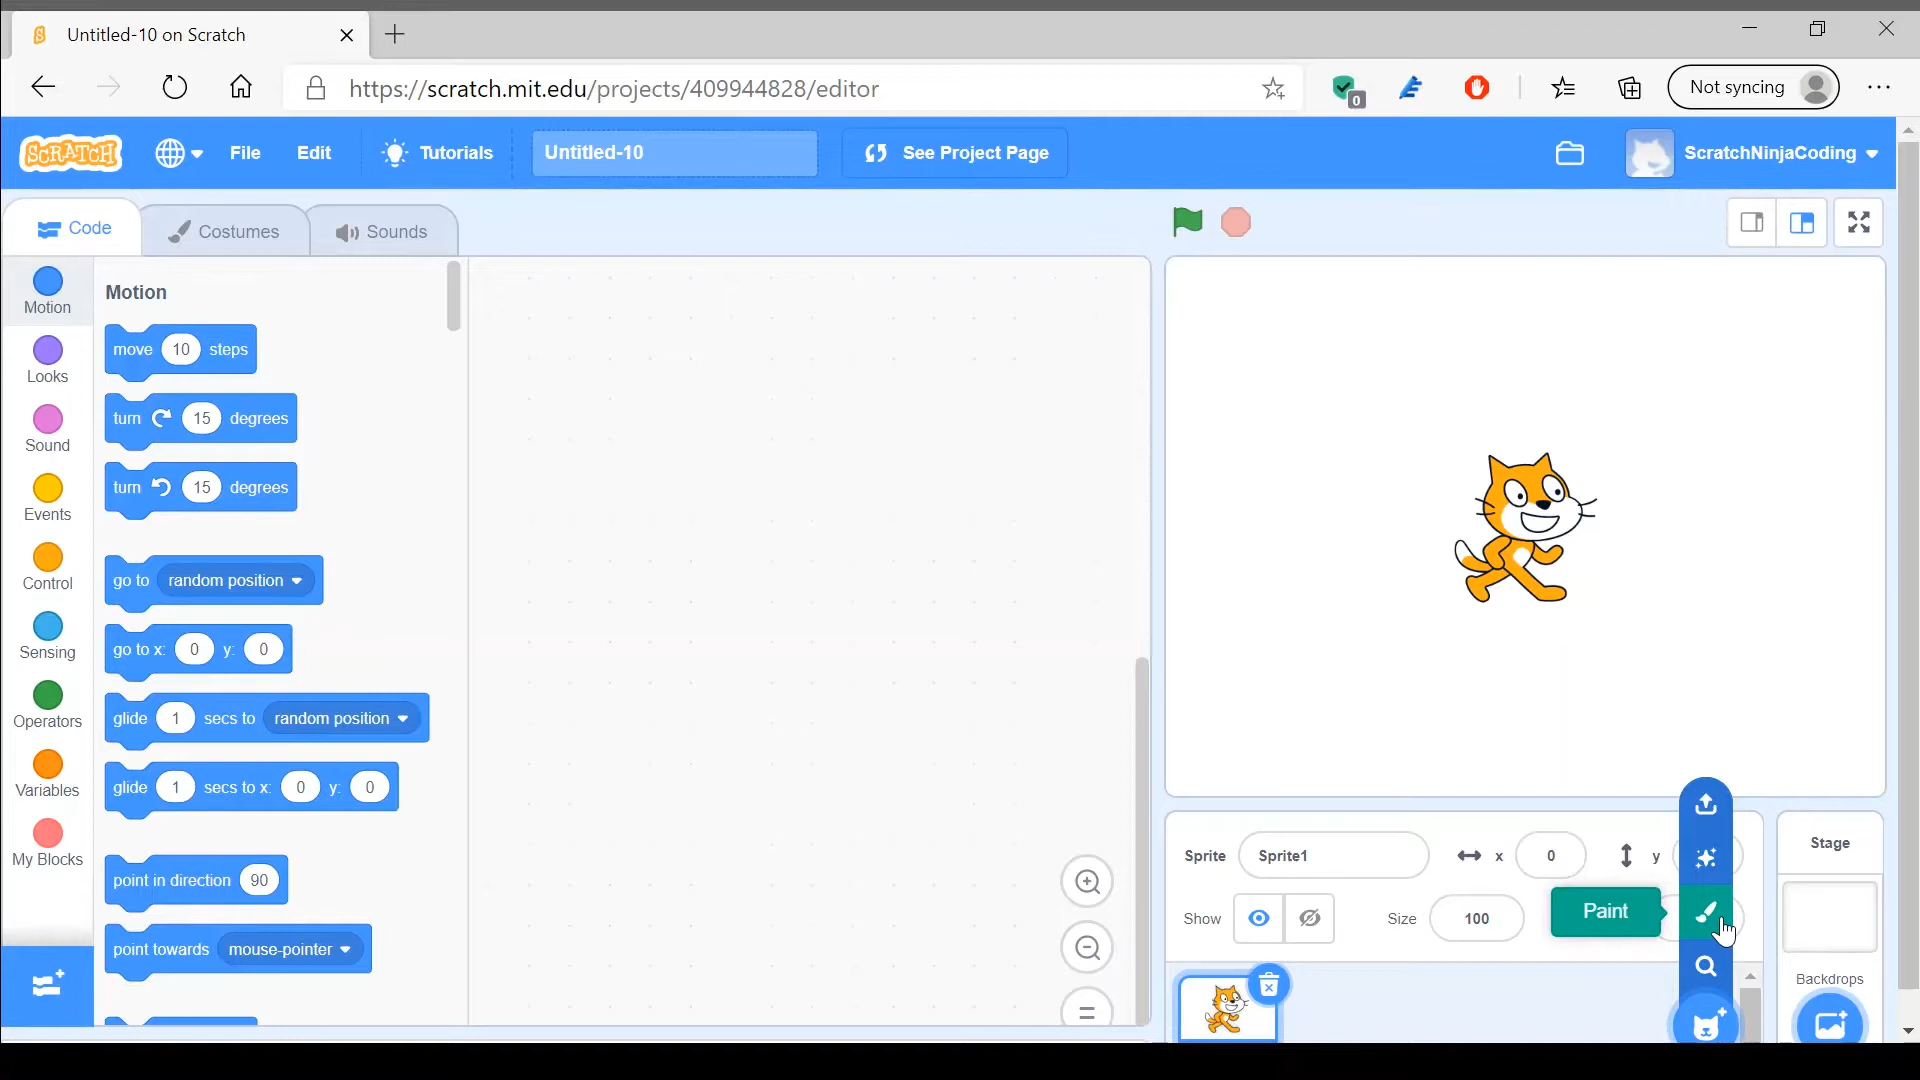 Untitled-10 on Scratch
https://scratch.mit.edu/projects/409944828/editor
0
Not syncing
SCRATCH
File
Edit
Tutorials
Untitled-10
See Project Page
ScratchNinjaCoding
Code
Costumes
Sounds
Motion
Looks
Sound
Events
Control
Sensing
Operators
Variables
My Blocks
Motion
move 10 steps
turn 15 degrees
turn 15 degrees
go to random position
go to x: 0 y: 0
glide 1 secs to random position
glide 1 secs to x: 0 y: 0
point in direction 90
point towards mouse-pointer
Sprite Sprite1 x 0 y
Show Size 100
Paint
Stage
Backdrops